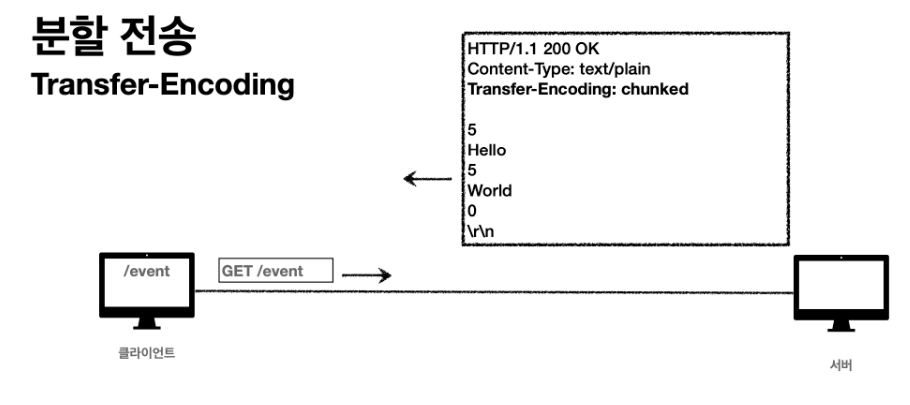 분할 전송
Transfer-Encoding
HTTP/1.1 200 OK
Content-Type: text/plain
Transfer-Encoding: chunked
5
Hello
5
World
0
\r\n
/event
GET /event
클라이언트
서버